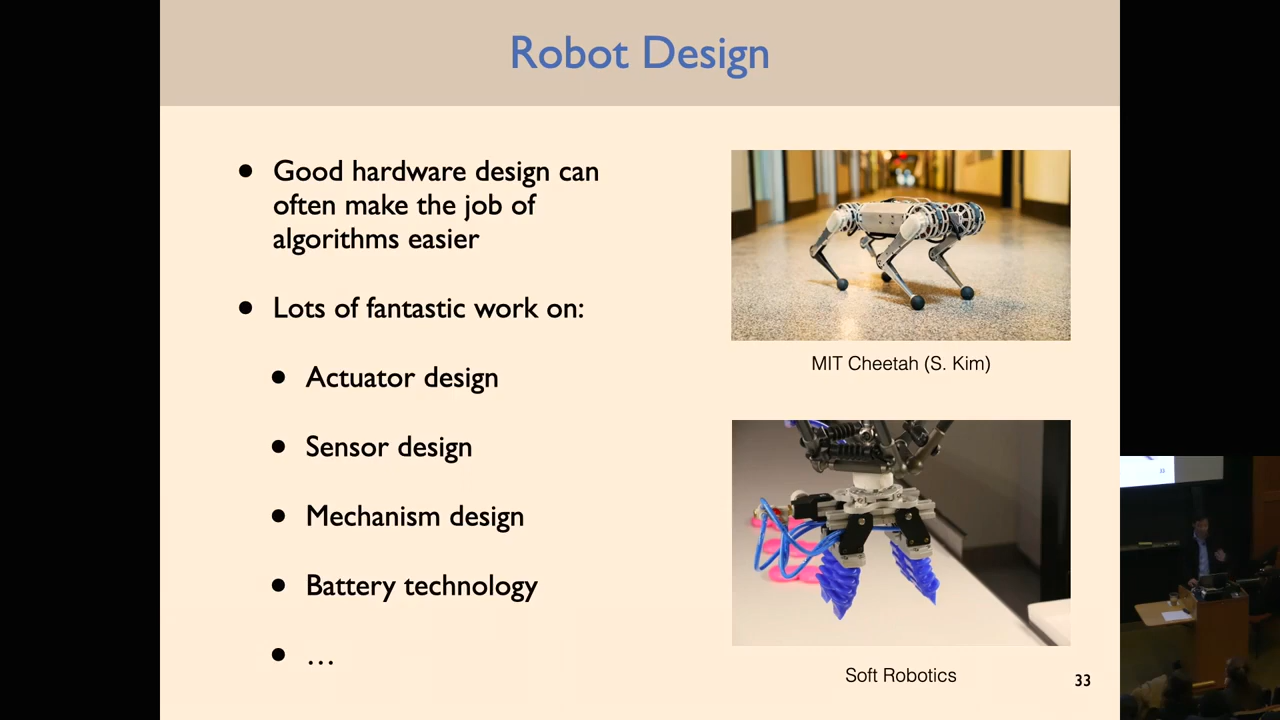 Robot Design
• Good hardware design can
often make the job of
algorithms easier
• Lots of fantastic work on:
• Actuator design
• Sensor design
• Mechanism design
• Battery technology
• …
MIT Cheetah (S. Kim)
Soft Robotics
33